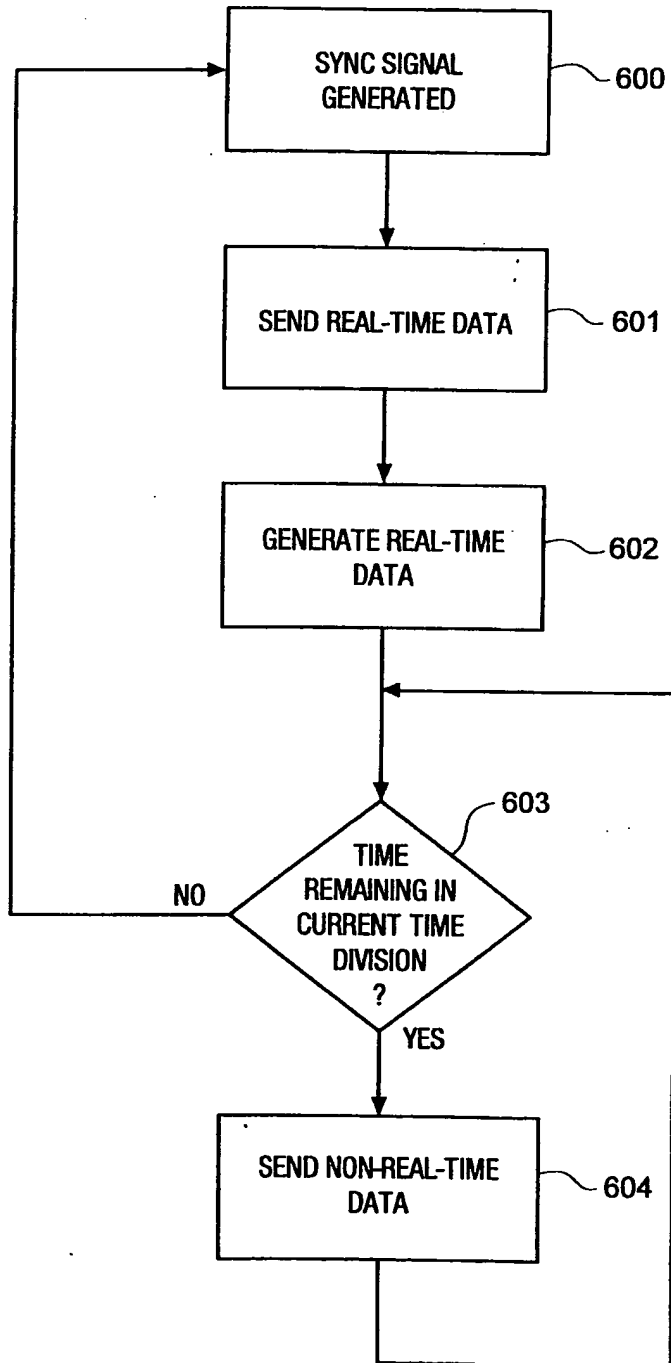 SYNC SIGNAL
GENERATED
600
SEND REAL-TIME DATA
601
GENERATE REAL-TIME
DATA
602
603
TIME
REMAINING IN
CURRENT TIME
DIVISION
?
NO
YES
SEND NON-REAL-TIME
DATA
604